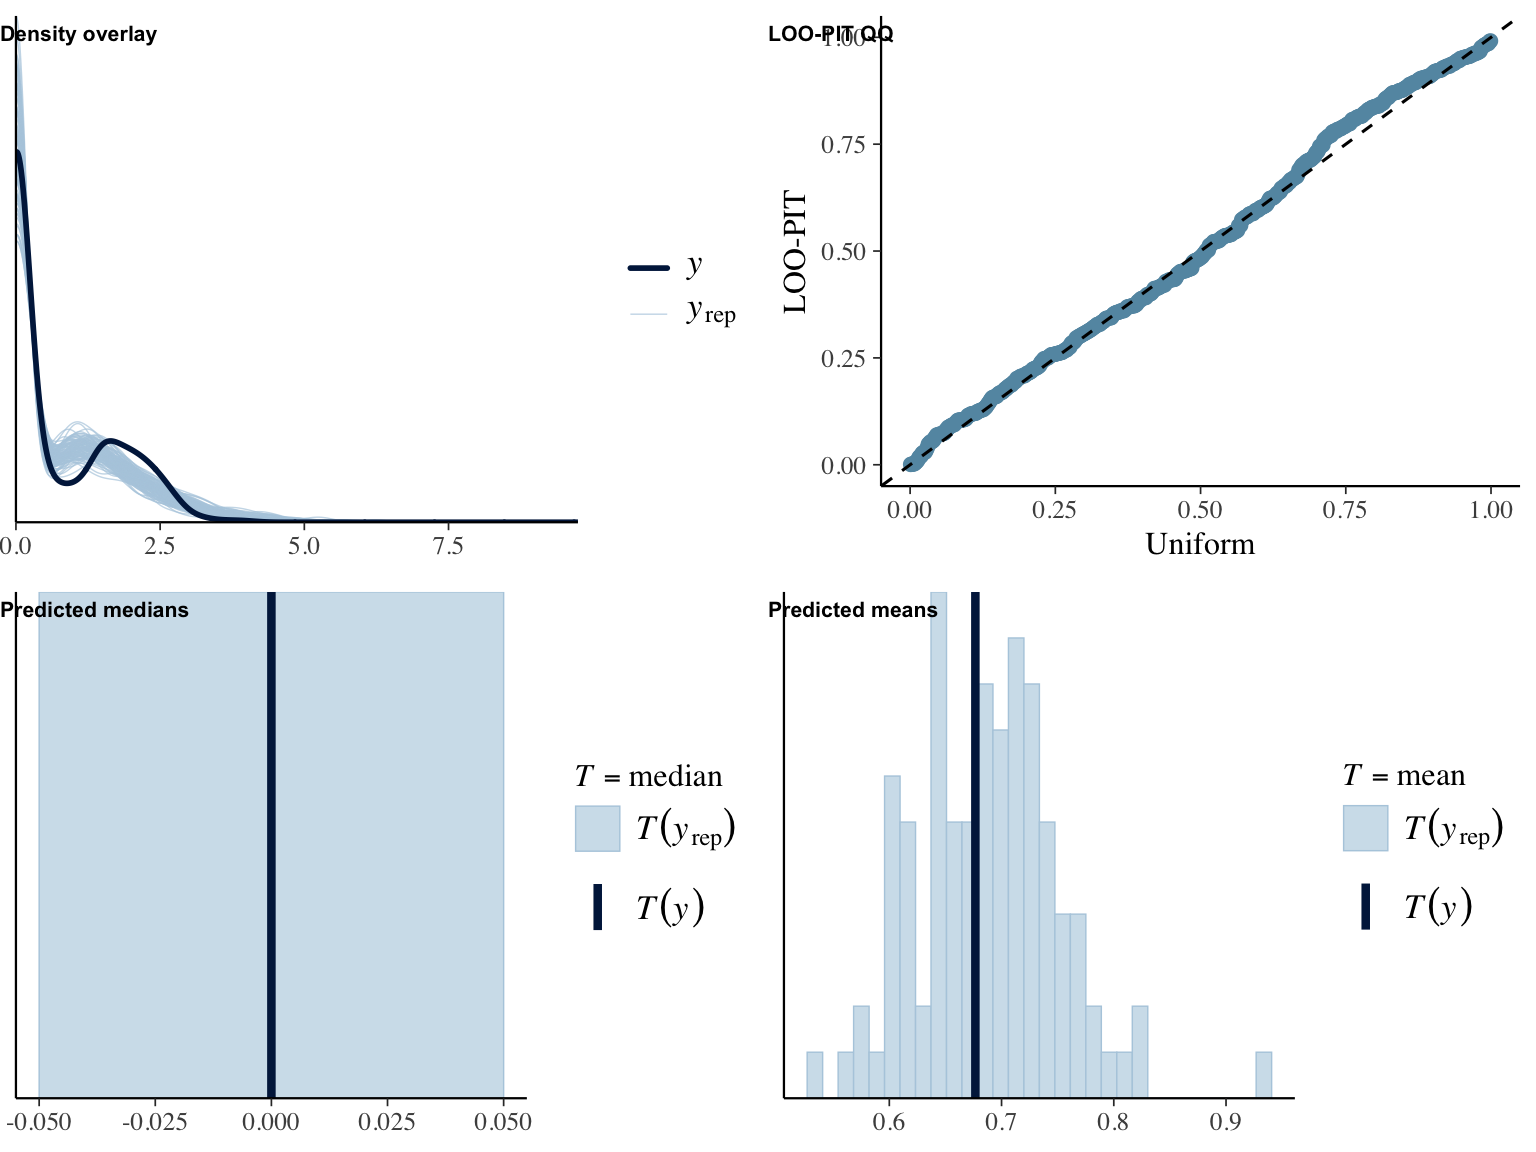 Density overlay
y
yrep
0.0 2.5 5.0 7.5
LOO-PIT QQ
1.00
0.75
0.50
0.25
0.00
LOO-PIT
0.00 0.25 0.50 0.75 1.00
Uniform
Predicted medians
T = median
T(yrep)
T(y)
-0.050 -0.025 0.000 0.025 0.050
Predicted means
T = mean
T(yrep)
T(y)
0.6 0.7 0.8 0.9